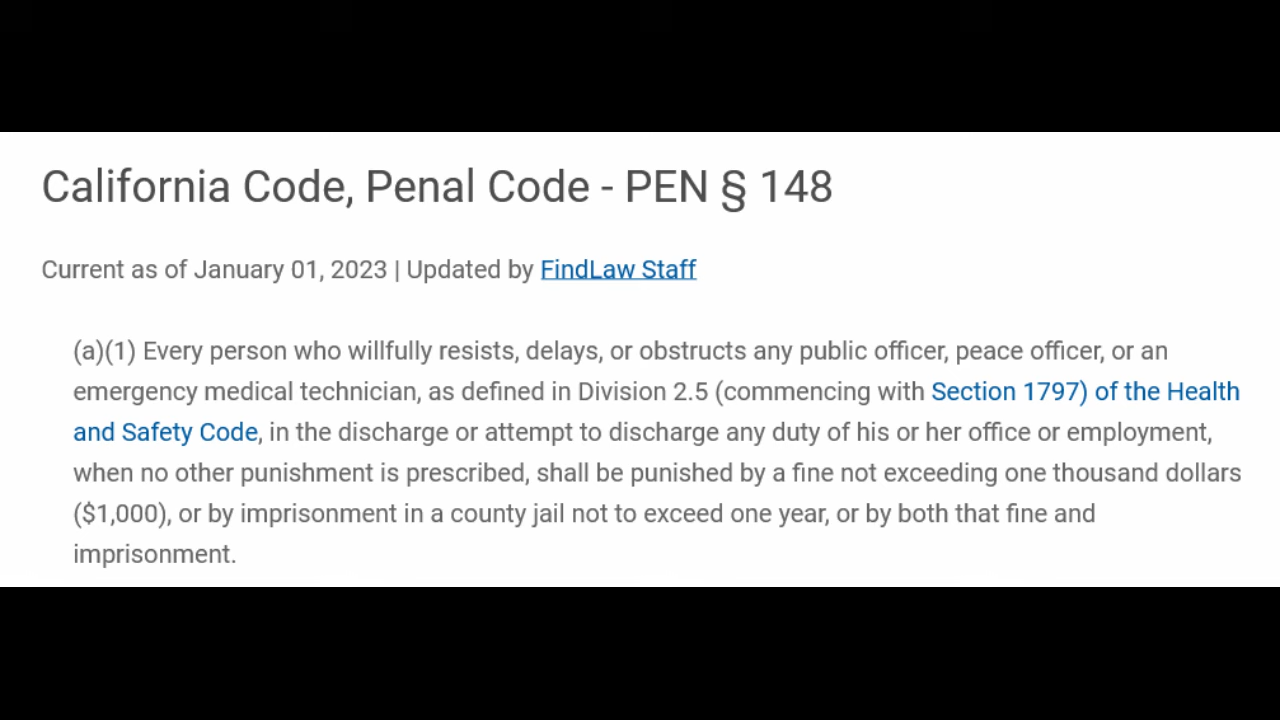 California Code, Penal Code - PEN § 148
Current as of January 01, 2023 | Updated by FindLaw Staff
(a)(1) Every person who willfully resists, delays, or obstructs any public officer, peace officer, or an
emergency medical technician, as defined in Division 2.5 (commencing with Section 1797) of the Health
and Safety Code, in the discharge or attempt to discharge any duty of his or her office or employment,
when no other punishment is prescribed, shall be punished by a fine not exceeding one thousand dollars
($1,000), or by imprisonment in a county jail not to exceed one year, or by both that fine and
imprisonment.